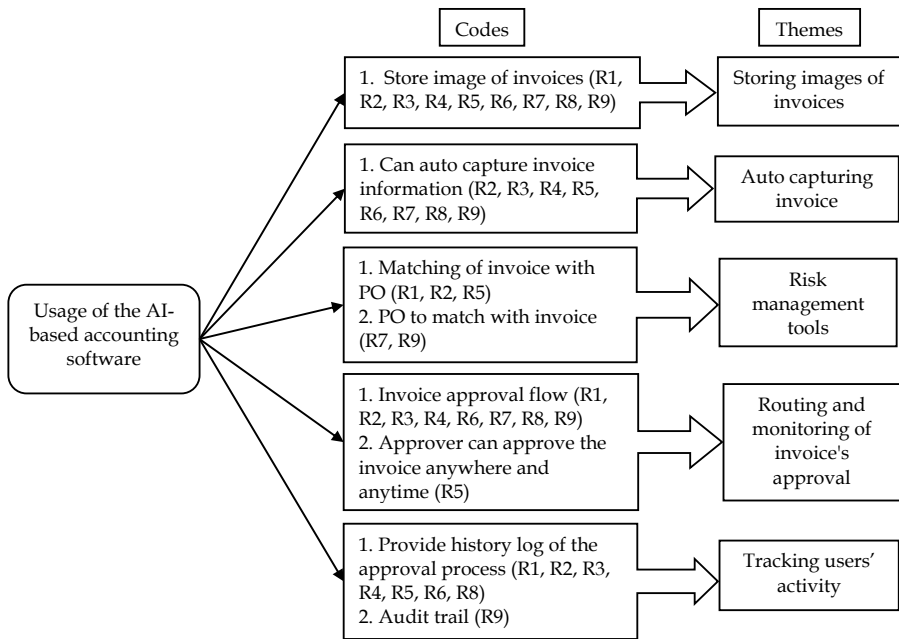 Codes
Themes
1.  Store image of invoices (R1,
R2, R3, R4, R5, R6, R7, R8, R9)
Storing images of
invoices
1. Can auto capture invoice
information (R2, R3, R4, R5,
R6, R7, R8, R9)
Auto capturing
invoice
Usage of the AI-
based accounting
software
1. Matching of invoice with
PO (R1, R2, R5)
2. PO to match with invoice
(R7, R9)
Risk
management
tools
1. Invoice approval flow (R1,
R2, R3, R4, R6, R7, R8, R9)
2. Approver can approve the
invoice anywhere and
anytime (R5)
Routing and
monitoring of
invoice's
approval
1. Provide history log of the
approval process (R1, R2, R3,
R4, R5, R6, R8)
2. Audit trail (R9)
Tracking users’
activity